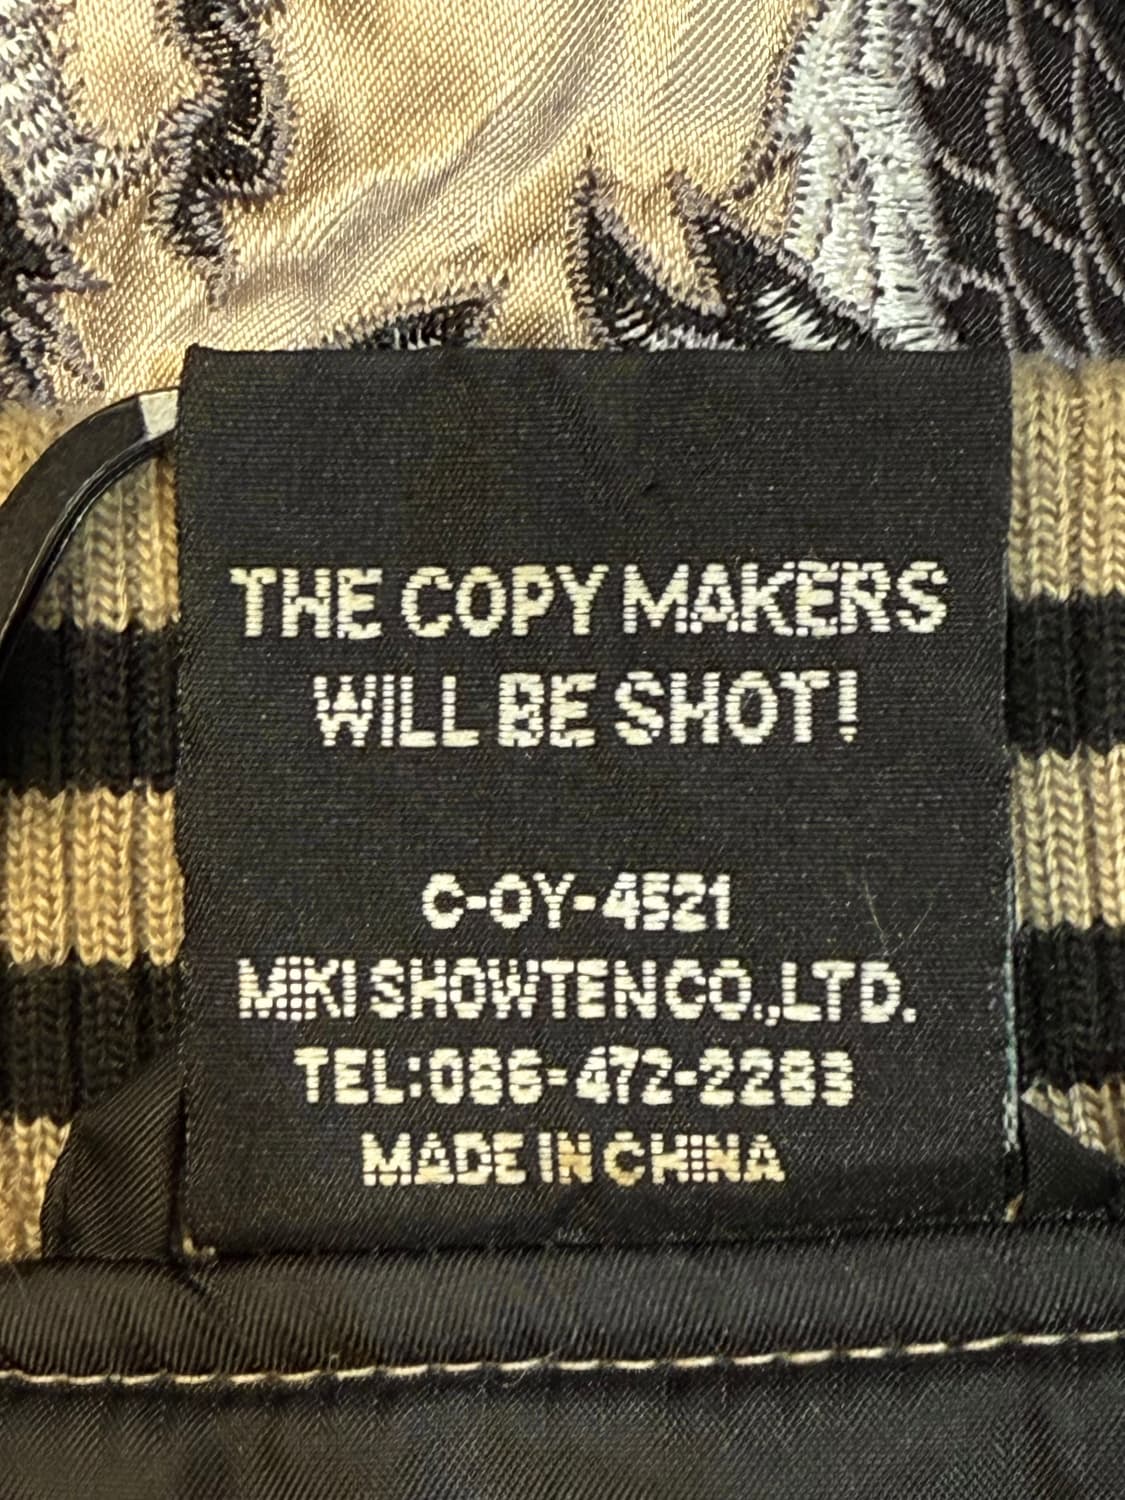 THE COPY MAKERS
WILL BE SHOT!
C-OY-4521
MIKI SHOWTEN CO.,LTD.
TEL:086-472-2283
MADE IN CHINA